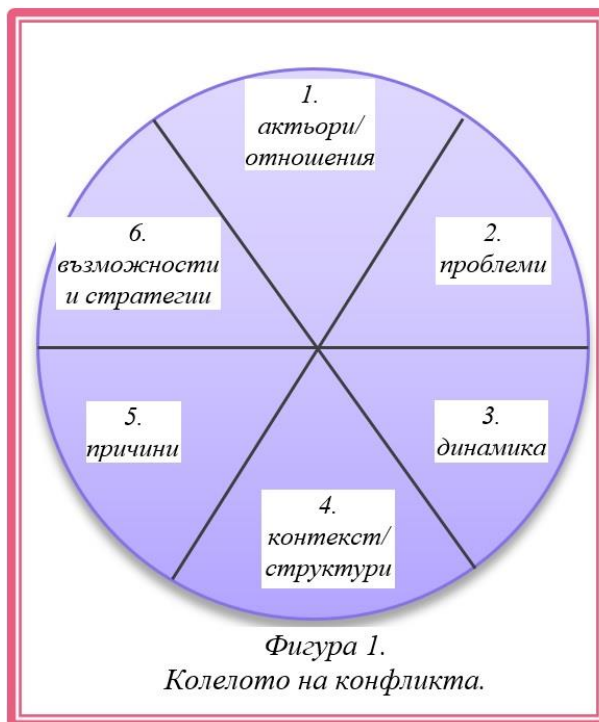 1.
актьори/
отношения
2.
проблеми
3.
динамика
4.
контекст/
структури
5.
причини
6.
възможности
и стратегии
Фигура 1.
Колелото на конфликта.